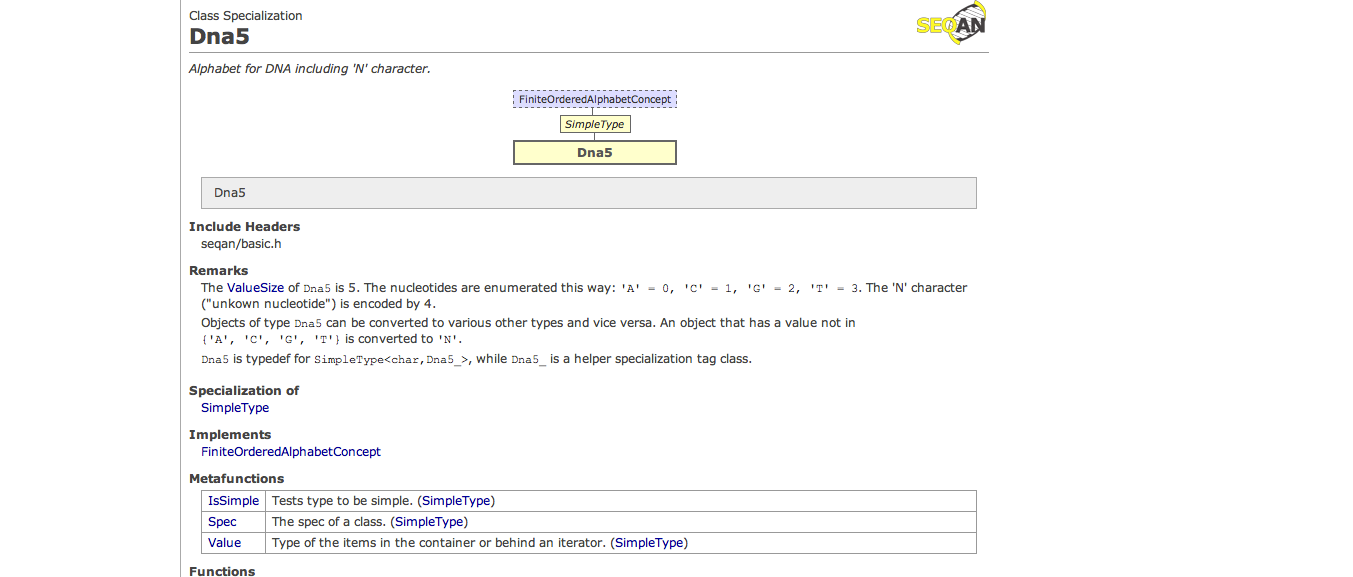 Class Specialization
Dna5
SEQAN
Alphabet for DNA including 'N' character.
FiniteOrderedAlphabetConcept
SimpleType
Dna5
Dna5
Include Headers
seqan/basic.h
Remarks
The ValueSize of Dna5 is 5. The nucleotides are enumerated this way: 'A' = 0, 'C' = 1, 'G' = 2, 'T' = 3. The 'N' character
("unkown nucleotide") is encoded by 4.
Objects of type Dna5 can be converted to various other types and vice versa. An object that has a value not in
{'A', 'C', 'G', 'T'} is converted to 'N'.
Dna5 is typedef for SimpleType<char,Dna5_>, while Dna5_ is a helper specialization tag class.
Specialization of
SimpleType
Implements
FiniteOrderedAlphabetConcept
Metafunctions
IsSimple Tests type to be simple. (SimpleType)
Spec The spec of a class. (SimpleType)
Value Type of the items in the container or behind an iterator. (SimpleType)
Functions